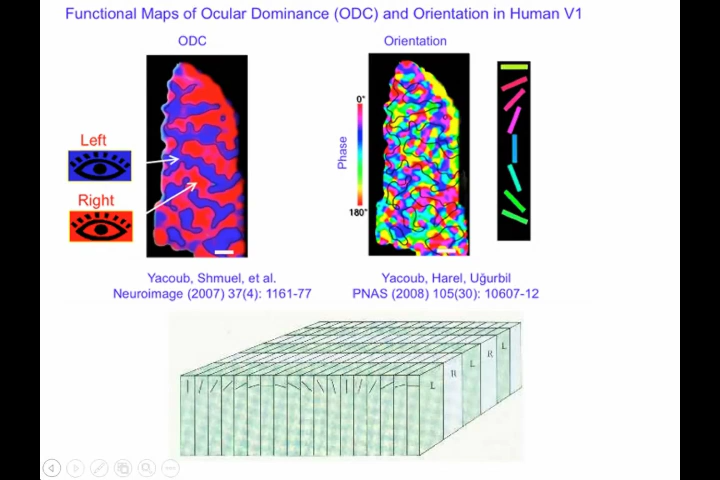 Functional Maps of Ocular Dominance (ODC) and Orientation in Human V1
ODC
Orientation
Left
Right
0°
Phase
180°
Yacoub, Shmuel, et al.
Neuroimage (2007) 37(4): 1161-77
Yacoub, Harel, Uğurbil
PNAS (2008) 105(30): 10607-12
L
R
L
R
L